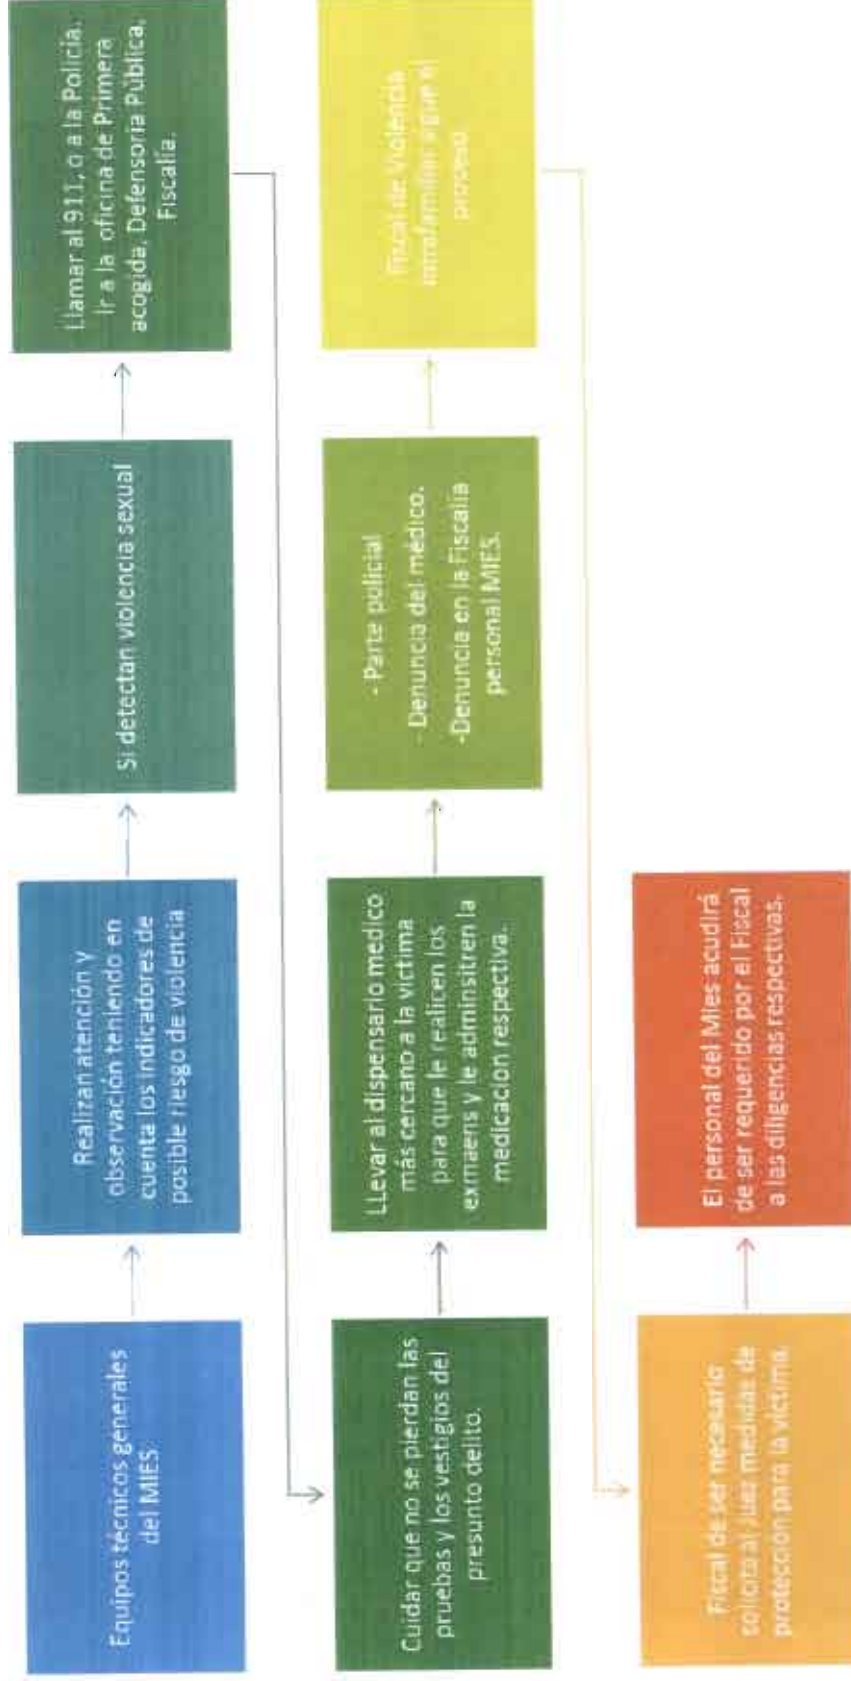 Equipos técnicos generales
del MIES
Realizan atención y
observación teniendo en
cuenta los indicadores de
posible riesgo de violencia
Si detectan violencia sexual
Llamar al 911, o a la Policía.
Ir a la oficina de Primera
acogida, Defensoria Pública,
Fiscalía.
Cuidar que no se pierdan las
pruebas y los vestigios del
presunto delito.
LLevar al dispensario medico
más cercano a la víctima
para que le realicen los
exmaens y le adminsitren la
medicacion respectiva.
- Parte policial
- Denuncia del médico.
-Denuncia en la Fiscalia
personal MIES.
Fiscal de Violencia
intrafamiliar sigue el
proceso.
Fiscal de ser necesario
solicita al Juez medidas de
protección para la víctima.
El personal del Mies acudirá
de ser requerido por el Fiscal
a las diligencias respectivas.